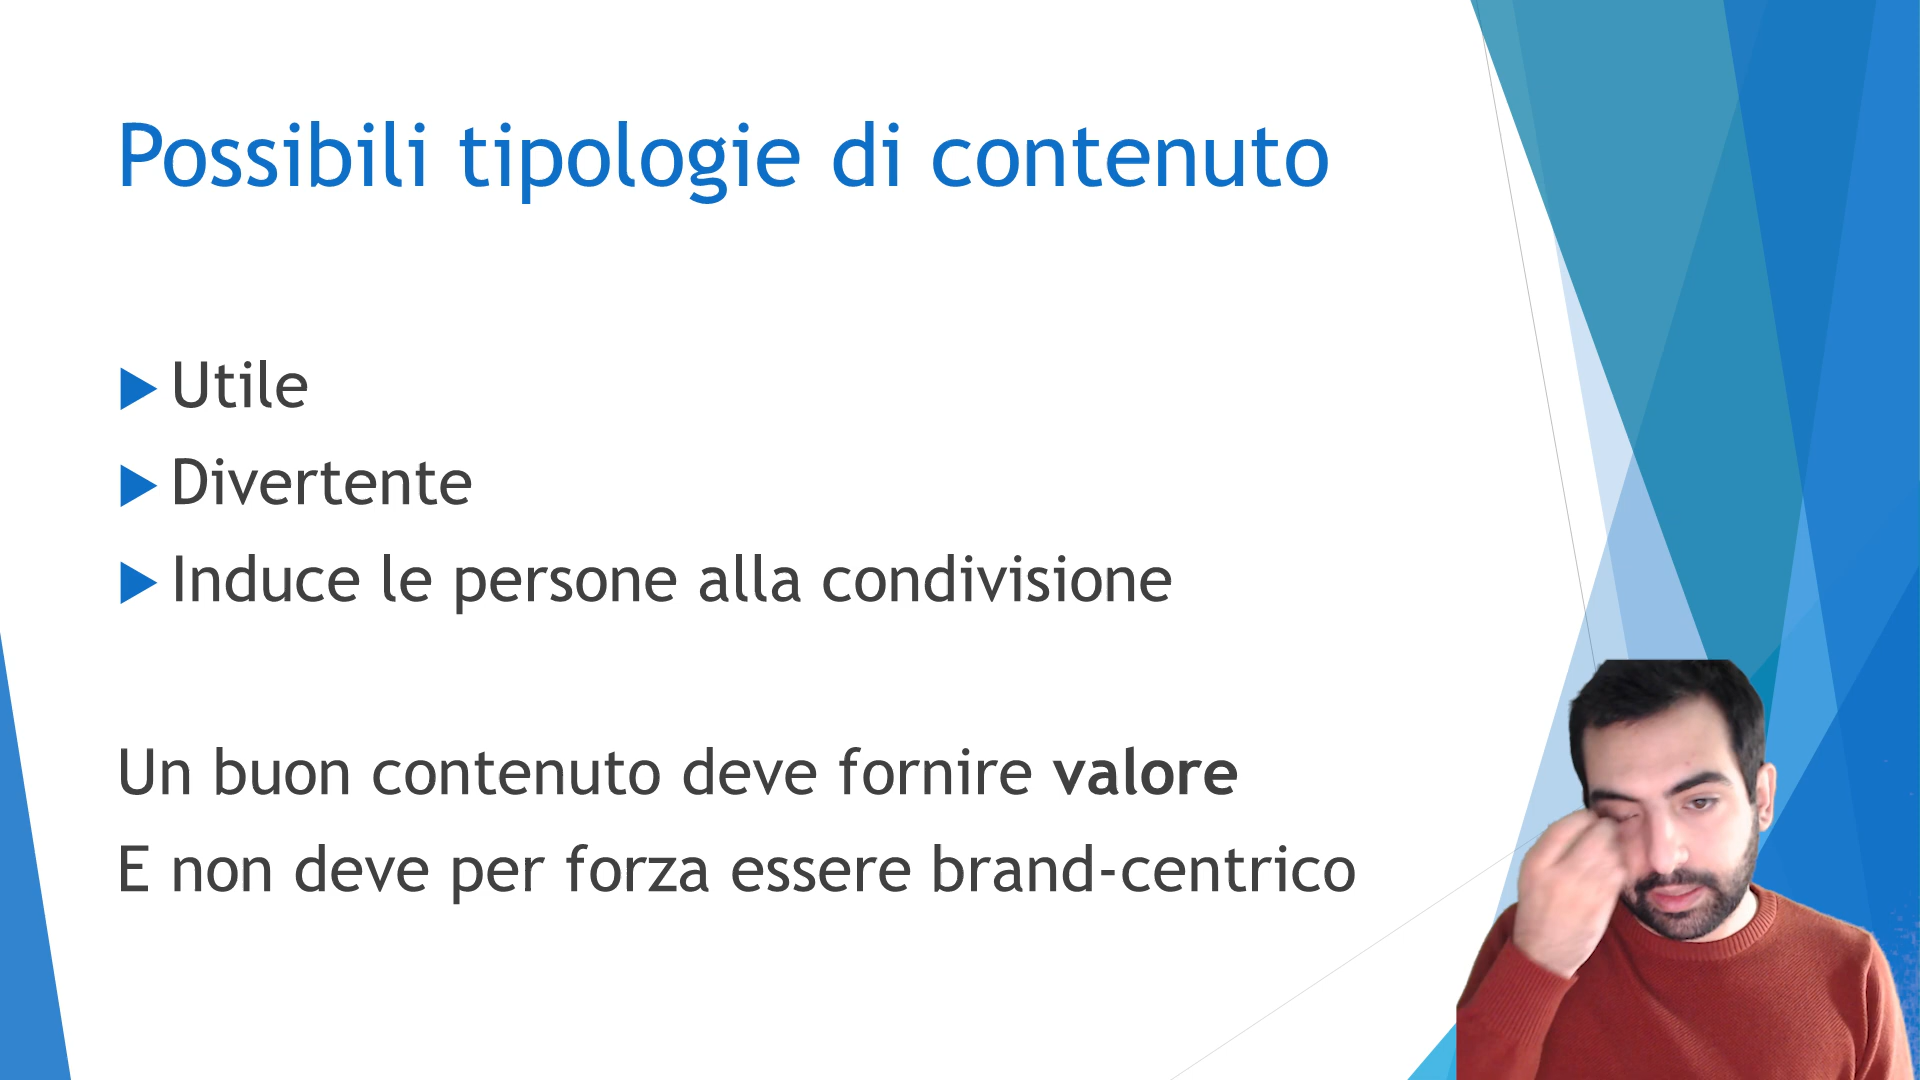 Possibili tipologie di contenuto
Utile
Divertente
Induce le persone alla condivisione
Un buon contenuto deve fornire valore
E non deve per forza essere brand-centrico